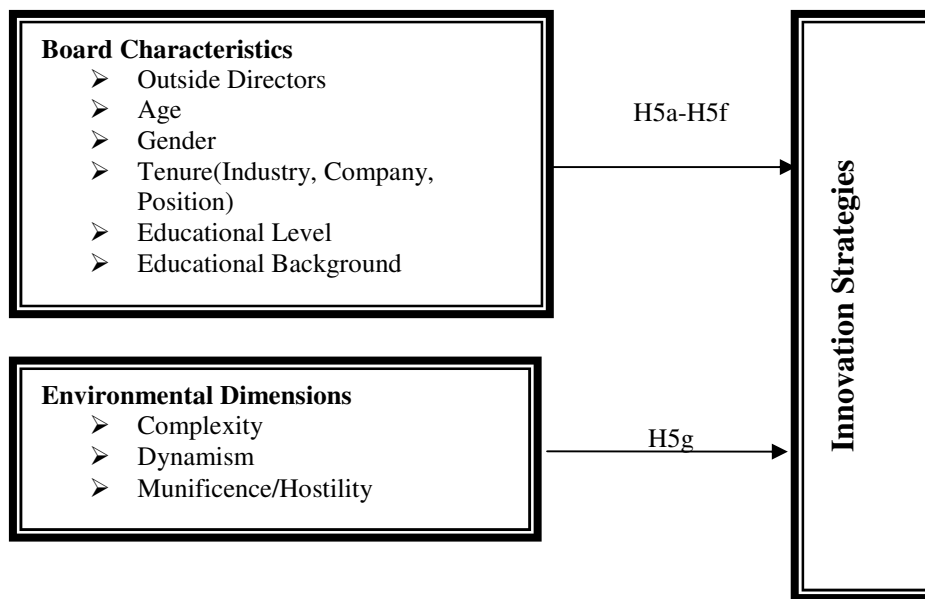 Board Characteristics
➢ Outside Directors
➢ Age
➢ Gender
➢ Tenure(Industry, Company,
Position)
➢ Educational Level
➢ Educational Background
H5a-H5f
Environmental Dimensions
➢ Complexity
➢ Dynamism
➢ Munificence/Hostility
H5g
Innovation Strategies